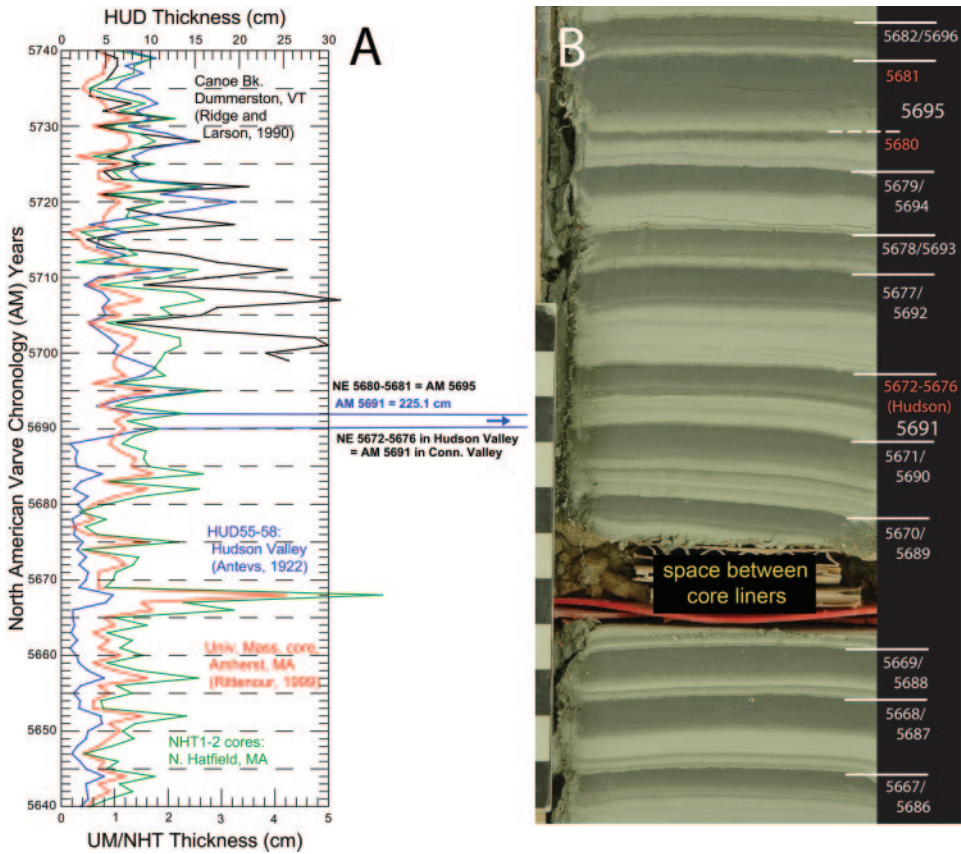 HUD Thickness (cm)
0 5 10 15 20 25 30
A
North American Varve Chronology (AM) Years
5740
5730
5720
5710
5700
5690
5680
5670
5660
5650
5640
Canoe Bk.
Dummerston, VT
(Ridge and
Larson, 1990)
NE 5680-5681 = AM 5695
AM 5691 = 225.1 cm
NE 5672-5676 in Hudson Valley
= AM 5691 in Conn. Valley
HUD55-58:
Hudson Valley
(Antevs, 1922)
Univ. Mass. core,
Amherst, MA
(Rittenour, 1999)
NHT1-2 cores:
N. Hatfield, MA
0 1 2 3 4 5
UM/NHT Thickness (cm)
B
5682/5696
5681
5695
5680
5679/
5694
5678/5693
5677/
5692
5672-5676
(Hudson)
5691
5671/
5690
5670/
5689
space between
core liners
5669/
5688
5668/
5687
5667/
5686